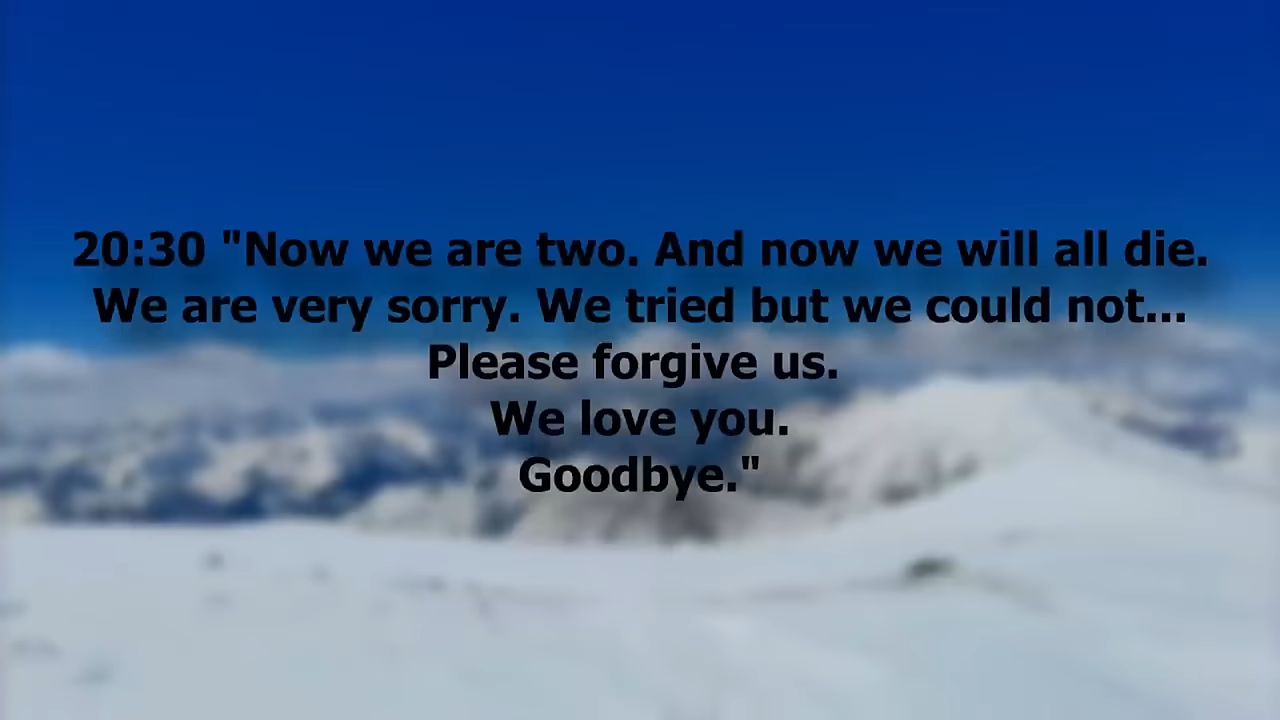 20:30 "Now we are two. And now we will all die.
We are very sorry. We tried but we could not...
Please forgive us.
We love you.
Goodbye."